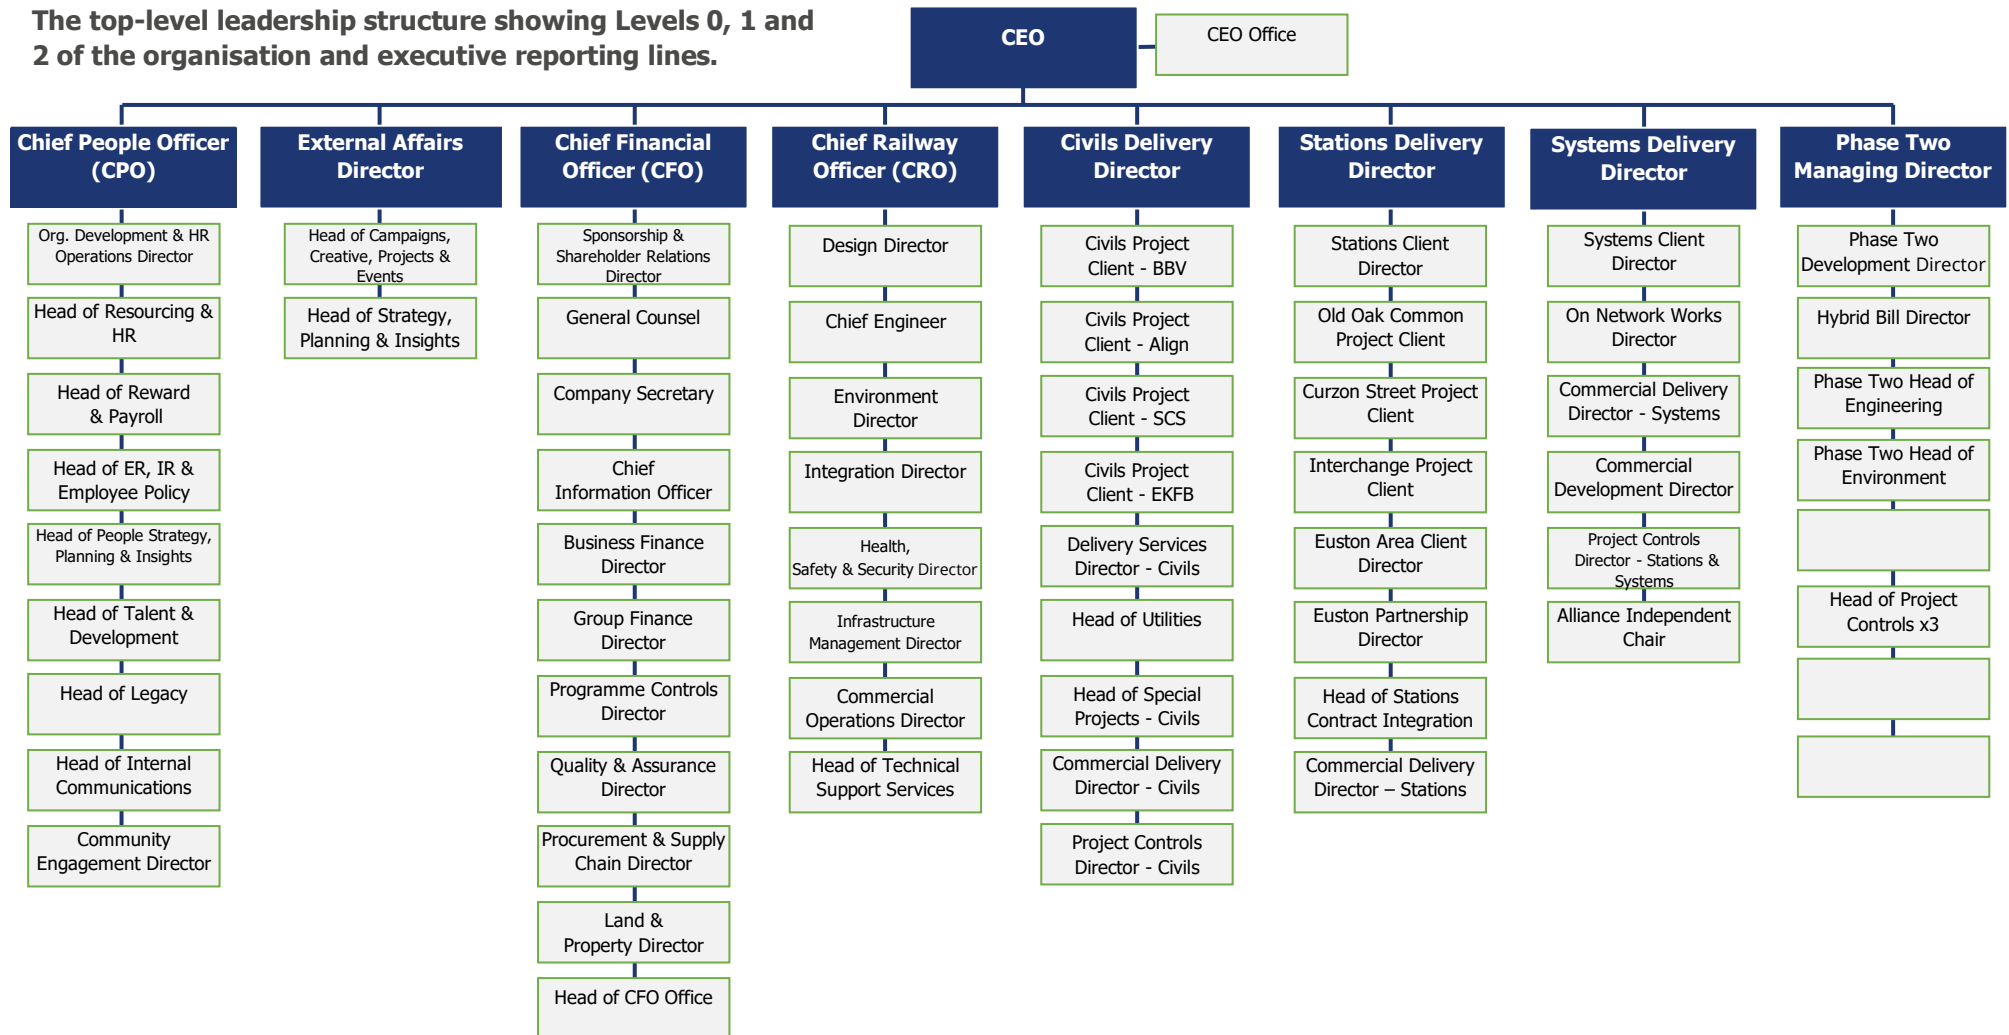 The top-level leadership structure showing Levels 0, 1 and
2 of the organisation and executive reporting lines.
CEO
CEO Office
Chief People Officer
(CPO)
Org. Development & HR
Operations Director
Head of Resourcing &
HR
Head of Reward
& Payroll
Head of ER, IR &
Employee Policy
Head of People Strategy,
Planning & Insights
Head of Talent &
Development
Head of Legacy
Head of Internal
Communications
Community
Engagement Director
External Affairs
Director
Head of Campaigns,
Creative, Projects &
Events
Head of Strategy,
Planning & Insights
Chief Financial
Officer (CFO)
Sponsorship &
Shareholder Relations
Director
General Counsel
Company Secretary
Chief
Information Officer
Business Finance
Director
Group Finance
Director
Programme Controls
Director
Quality & Assurance
Director
Procurement & Supply
Chain Director
Land &
Property Director
Head of CFO Office
Chief Railway
Officer (CRO)
Design Director
Chief Engineer
Environment
Director
Integration Director
Health,
Safety & Security Director
Infrastructure
Management Director
Commercial
Operations Director
Head of Technical
Support Services
Civils Delivery
Director
Civils Project
Client - BBV
Civils Project
Client - Align
Civils Project
Client - SCS
Civils Project
Client - EKFB
Delivery Services
Director - Civils
Head of Utilities
Head of Special
Projects - Civils
Commercial Delivery
Director - Civils
Project Controls
Director - Civils
Stations Delivery
Director
Stations Client
Director
Old Oak Common
Project Client
Curzon Street Project
Client
Interchange Project
Client
Euston Area Client
Director
Euston Partnership
Director
Head of Stations
Contract Integration
Commercial Delivery
Director – Stations
Systems Delivery
Director
Systems Client
Director
On Network Works
Director
Commercial Delivery
Director - Systems
Commercial
Development Director
Project Controls
Director - Stations &
Systems
Alliance Independent
Chair
Phase Two
Managing Director
Phase Two
Development Director
Hybrid Bill Director
Phase Two Head of
Engineering
Phase Two Head of
Environment
Head of Project
Controls x3